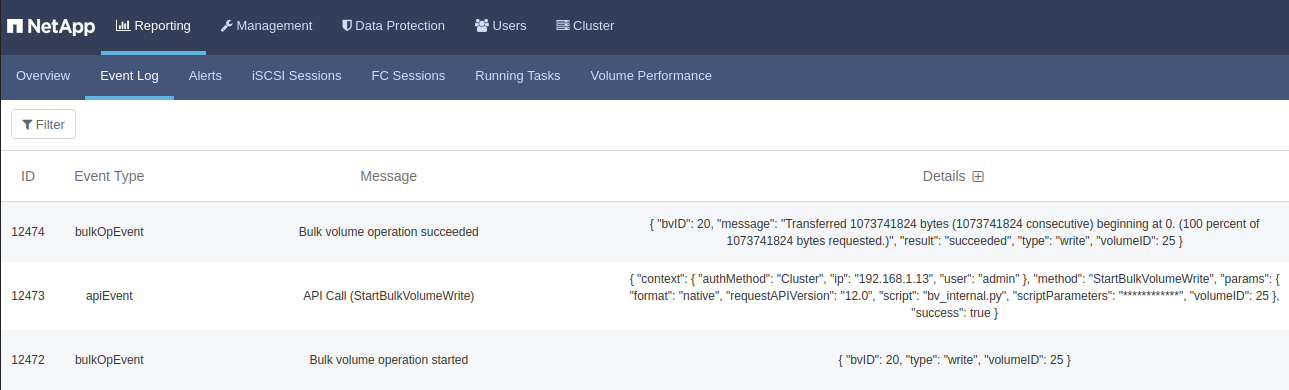 NetApp Reporting Management Data Protection Users Cluster
Overview Event Log Alerts iSCSI Sessions FC Sessions Running Tasks Volume Performance
Filter
ID Event Type Message Details
12474 bulkOpEvent Bulk volume operation succeeded { "bvID": 20, "message": "Transferred 1073741824 bytes (1073741824 consecutive) beginning at 0. (100 percent of
1073741824 bytes requested.)", "result": "succeeded", "type": "write", "volumeID": 25 }
12473 apiEvent API Call (StartBulkVolumeWrite) { "context": { "authMethod": "Cluster", "ip": "192.168.1.13", "user": "admin" }, "method": "StartBulkVolumeWrite", "params": {
"format": "native", "requestAPIVersion": "12.0", "script": "bv_internal.py", "scriptParameters": "************", "volumeID": 25 },
"success": true }
12472 bulkOpEvent Bulk volume operation started { "bvID": 20, "type": "write", "volumeID": 25 }